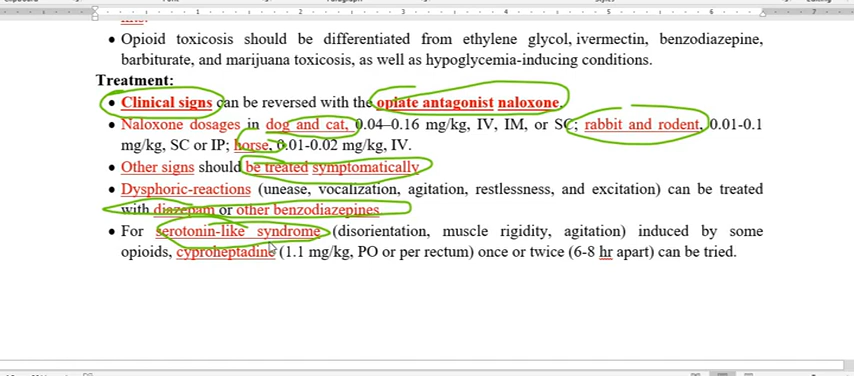 • Opioid toxicosis should be differentiated from ethylene glycol, ivermectin, benzodiazepine,
barbiturate, and marijuana toxicosis, as well as hypoglycemia-inducing conditions.
Treatment:
• Clinical signs can be reversed with the opiate antagonist naloxone.
• Naloxone dosages in dog and cat, 0.04–0.16 mg/kg, IV, IM, or SC; rabbit and rodent, 0.01-0.1
mg/kg, SC or IP; horse, 0.01-0.02 mg/kg, IV.
• Other signs should be treated symptomatically
• Dysphoric-reactions (unease, vocalization, agitation, restlessness, and excitation) can be treated
with diazepam or other benzodiazepines
• For serotonin-like syndrome (disorientation, muscle rigidity, agitation) induced by some
opioids, cyproheptadine (1.1 mg/kg, PO or per rectum) once or twice (6-8 hr apart) can be tried.